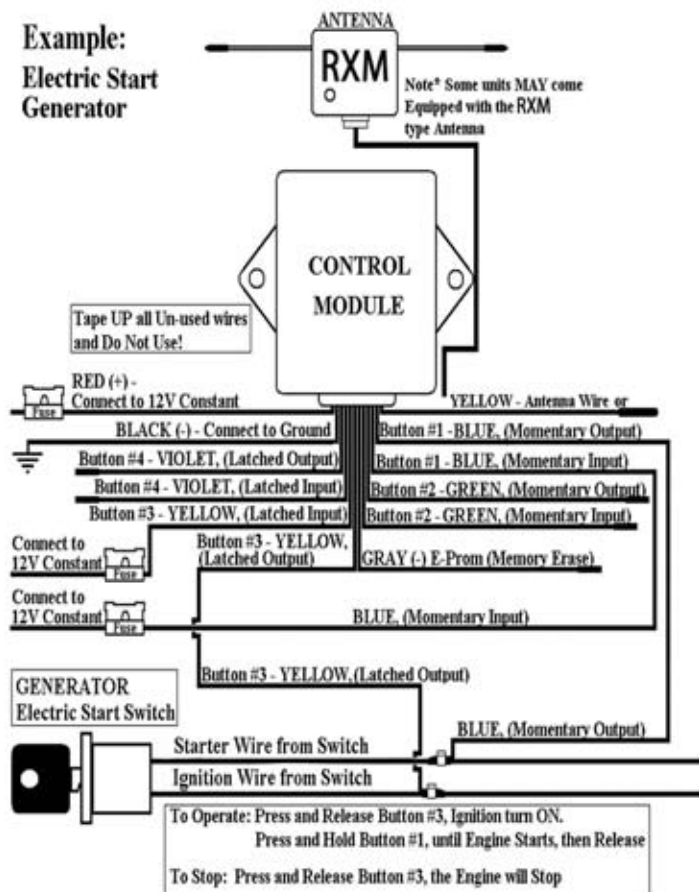 Example:
Electric Start
Generator
ANTENNA
RXM
Note* Some units MAY come
Equipped with the RXM
type Antenna
CONTROL
MODULE
Tape UP all Un-used wires
and Do Not Use!
RED (+) -
Connect to 12V Constant
Fuse
YELLOW - Antenna Wire or
BLACK (-) - Connect to Ground
Button #1 - BLUE, (Momentary Output)
Button #4 - VIOLET, (Latched Output)
Button #1 - BLUE, (Momentary Input)
Button #4 - VIOLET, (Latched Input)
Button #2 - GREEN, (Momentary Output)
Button #3 - YELLOW, (Latched Input)
Button #2 - GREEN, (Momentary Input)
Connect to
12V Constant
Fuse
Button #3 - YELLOW,
(Latched Output)
GRAY (-) E-Prom (Memory Erase)
Connect to
12V Constant
Fuse
BLUE, (Momentary Input)
Button #3 - YELLOW, (Latched Output)
GENERATOR
Electric Start Switch
BLUE, (Momentary Output)
Starter Wire from Switch
Ignition Wire from Switch
To Operate: Press and Release Button #3, Ignition turn ON.
Press and Hold Button #1, until Engine Starts, then Release
To Stop: Press and Release Button #3, the Engine will Stop